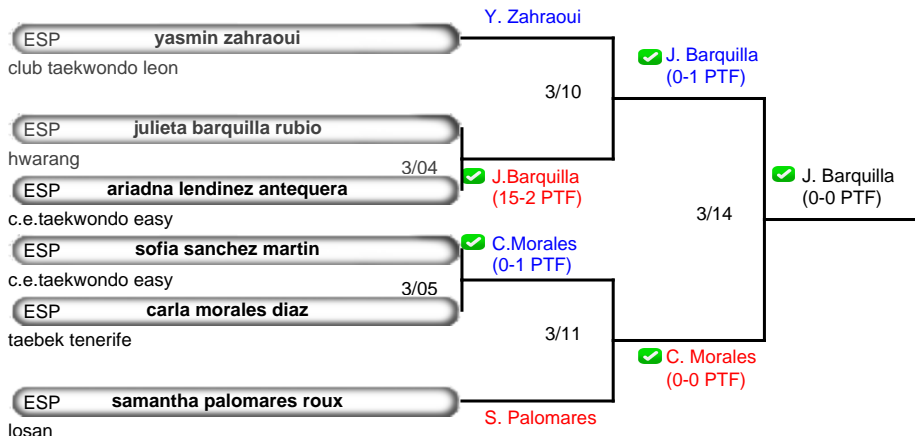 Y. Zahraoui
ESP yasmin zahraoui
club taekwondo leon
J. Barquilla
(0-1 PTF)
3/10
ESP julieta barquilla rubio
hwarang
3/04
J.Barquilla
(15-2 PTF)
ESP ariadna lendinez antequera
c.e.taekwondo easy
J. Barquilla
(0-0 PTF)
3/14
ESP sofia sanchez martin
c.e.taekwondo easy
C.Morales
(0-1 PTF)
3/05
ESP carla morales diaz
taebek tenerife
3/11
C. Morales
(0-0 PTF)
ESP samantha palomares roux
losan
S. Palomares